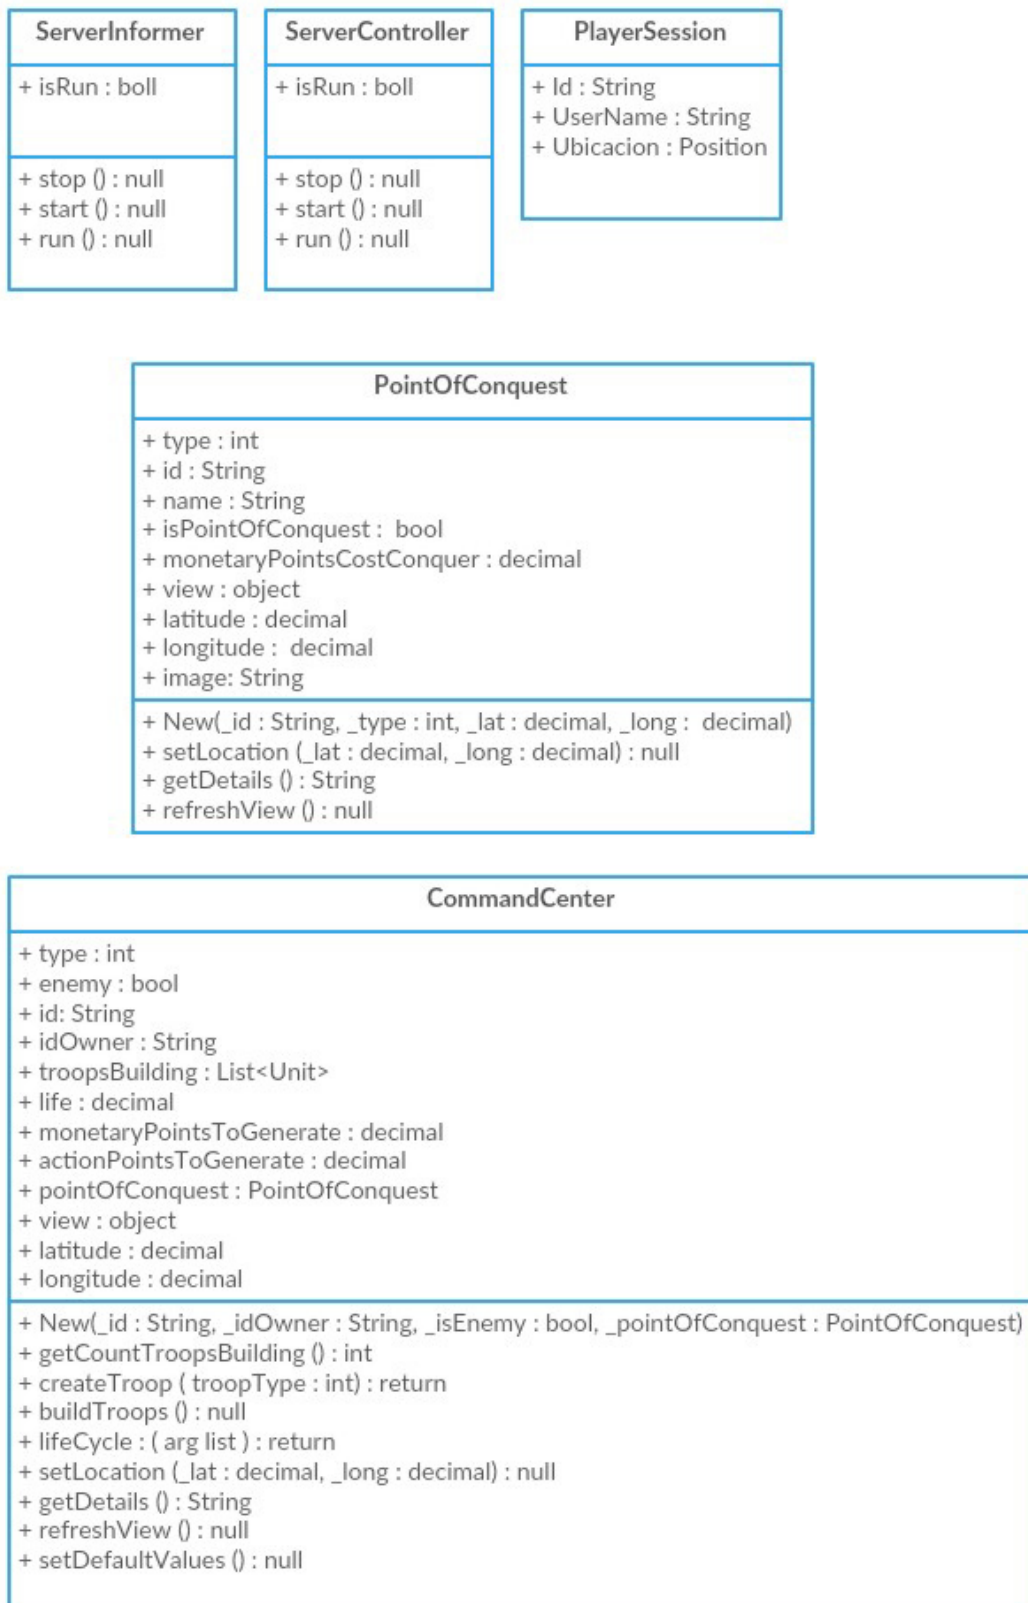 ServerInformer
+ isRun : boll
+ stop () : null
+ start () : null
+ run () : null
ServerController
+ isRun : boll
+ stop () : null
+ start () : null
+ run () : null
PlayerSession
+ Id : String
+ UserName : String
+ Ubicacion : Position
PointOfConquest
+ type : int
+ id : String
+ name : String
+ isPointOfConquest :  bool
+ monetaryPointsCostConquer : decimal
+ view : object
+ latitude : decimal
+ longitude :  decimal
+ image: String
+ New(_id : String, _type : int, _lat : decimal, _long :  decimal)
+ setLocation (_lat : decimal, _long : decimal) : null
+ getDetails () : String
+ refreshView () : null
CommandCenter
+ type : int
+ enemy : bool
+ id: String
+ idOwner : String
+ troopsBuilding : List<Unit>
+ life : decimal
+ monetaryPointsToGenerate : decimal
+ actionPointsToGenerate : decimal
+ pointOfConquest : PointOfConquest
+ view : object
+ latitude : decimal
+ longitude : decimal
+ New(_id : String, _idOwner : String, _isEnemy : bool, _pointOfConquest : PointOfConquest)
+ getCountTroopsBuilding () : int
+ createTroop ( troopType : int) : return
+ buildTroops () : null
+ lifeCycle : ( arg list ) : return
+ setLocation (_lat : decimal, _long : decimal) : null
+ getDetails () : String
+ refreshView () : null
+ setDefaultValues () : null